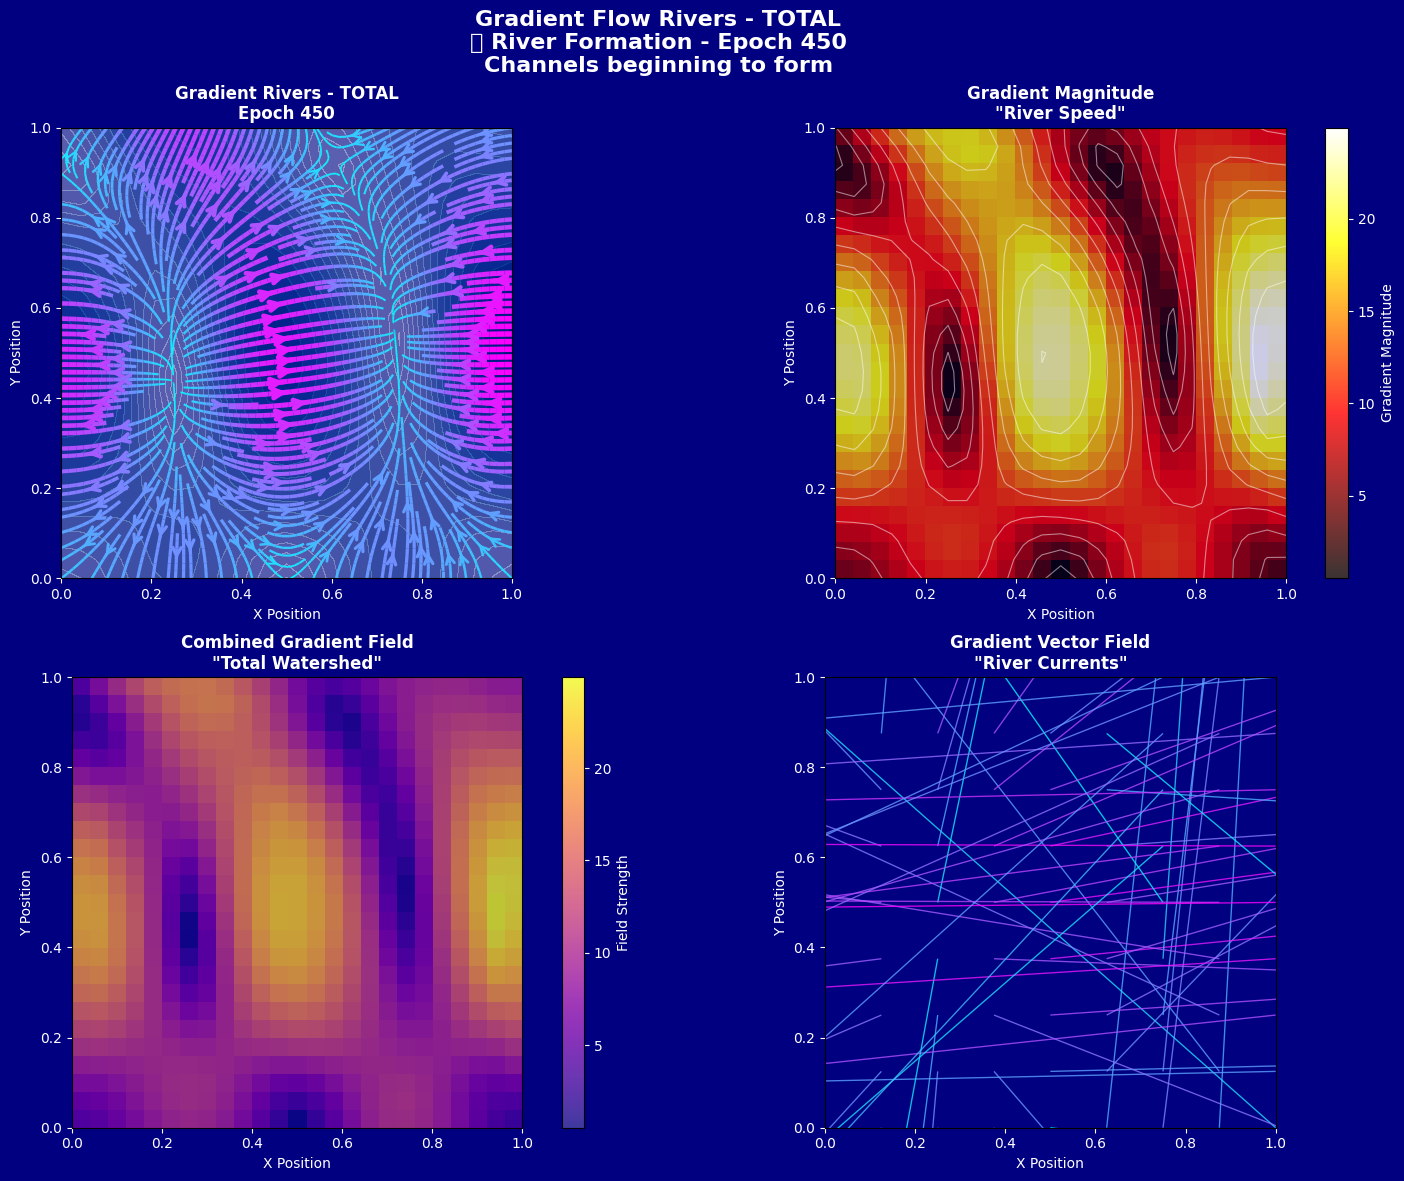 Gradient Flow Rivers - TOTAL
▯ River Formation - Epoch 450
Channels beginning to form
Gradient Rivers - TOTAL
Epoch 450
1.0
0.8
0.6
0.4
0.2
0.0
Y Position
0.0 0.2 0.4 0.6 0.8 1.0
X Position
Gradient Magnitude
"River Speed"
1.0
0.8
0.6
0.4
0.2
0.0
Y Position
0.0 0.2 0.4 0.6 0.8 1.0
X Position
20
15
10
5
Gradient Magnitude
Combined Gradient Field
"Total Watershed"
1.0
0.8
0.6
0.4
0.2
0.0
Y Position
0.0 0.2 0.4 0.6 0.8 1.0
X Position
20
15
10
5
Field Strength
Gradient Vector Field
"River Currents"
1.0
0.8
0.6
0.4
0.2
0.0
Y Position
0.0 0.2 0.4 0.6 0.8 1.0
X Position